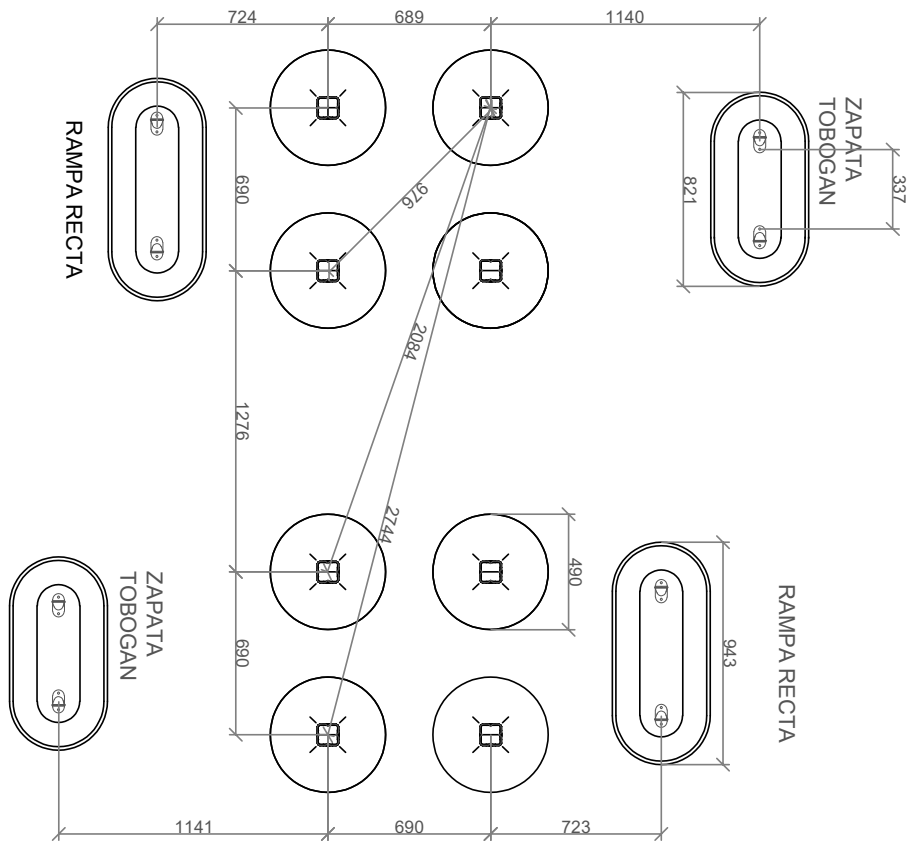 724
689
1140
RAMPA RECTA
690
976
821
ZAPATA
TOBOGAN
337
2084
1276
2744
490
ZAPATA
TOBOGAN
690
943
RAMPA RECTA
1141
690
723